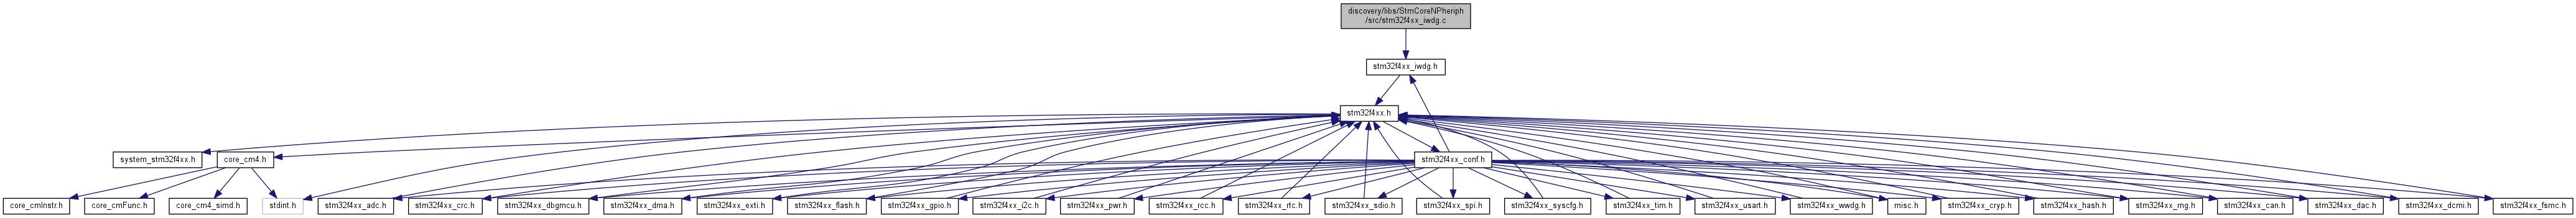 discovery/libs/StmCoreNPheriph
/src/stm32f4xx_iwdg.c
stm32f4xx_iwdg.h
stm32f4xx.h
system_stm32f4xx.h
core_cm4.h
stm32f4xx_conf.h
core_cmInstr.h
core_cmFunc.h
core_cm4_simd.h
stdint.h
stm32f4xx_adc.h
stm32f4xx_crc.h
stm32f4xx_dbgmcu.h
stm32f4xx_dma.h
stm32f4xx_exti.h
stm32f4xx_flash.h
stm32f4xx_gpio.h
stm32f4xx_i2c.h
stm32f4xx_pwr.h
stm32f4xx_rcc.h
stm32f4xx_rtc.h
stm32f4xx_sdio.h
stm32f4xx_spi.h
stm32f4xx_syscfg.h
stm32f4xx_tim.h
stm32f4xx_usart.h
stm32f4xx_wwdg.h
misc.h
stm32f4xx_cryp.h
stm32f4xx_hash.h
stm32f4xx_rng.h
stm32f4xx_can.h
stm32f4xx_dac.h
stm32f4xx_dcmi.h
stm32f4xx_fsmc.h